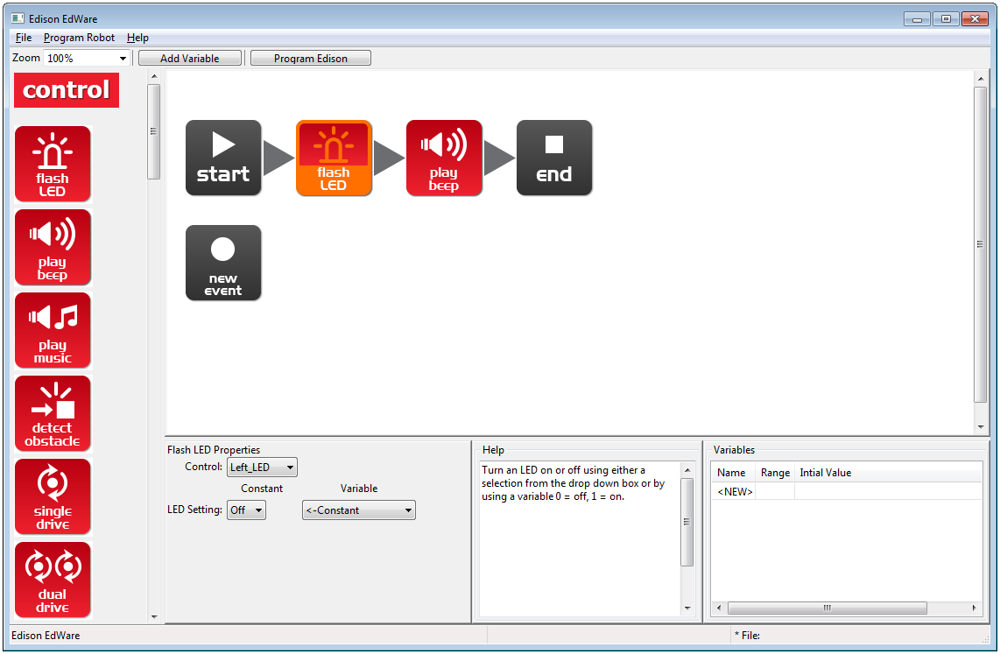 Edison EdWare
File Program Robot Help
Zoom 100% Add Variable Program Edison
control
flash
LED
play
beep
play
music
detect
obstacle
single
drive
dual
drive
start
flash
LED
play
beep
end
new
event
Flash LED Properties
Control: Left_LED
Constant Variable
LED Setting: Off <-Constant
Help
Turn an LED on or off using either a
selection from the drop down box or by
using a variable 0 = off, 1 = on.
Variables
Name Range Intial Value
<NEW>
Edison EdWare
* File: